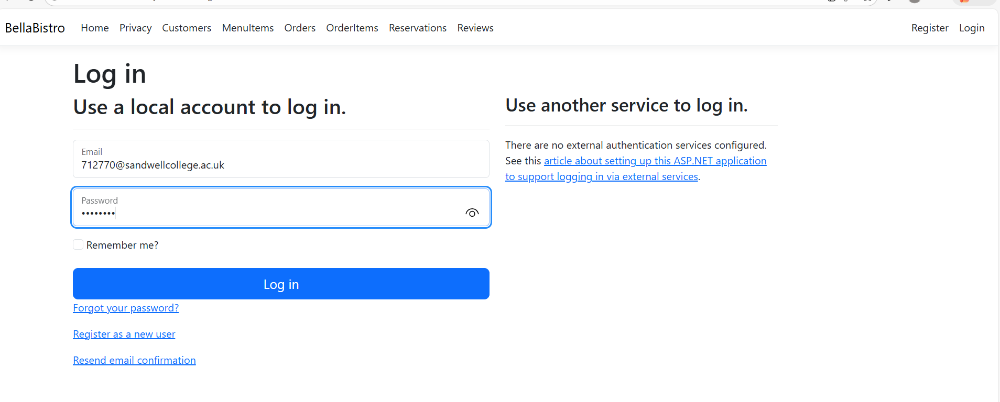 BellaBistro Home Privacy Customers MenuItems Orders OrderItems Reservations Reviews Register Login
Log in
Use a local account to log in.
Email
712770@sandwellcollege.ac.uk
Password
••••••••
Remember me?
Log in
Forgot your password?
Register as a new user
Resend email confirmation
Use another service to log in.
There are no external authentication services configured.
See this article about setting up this ASP.NET application
to support logging in via external services.